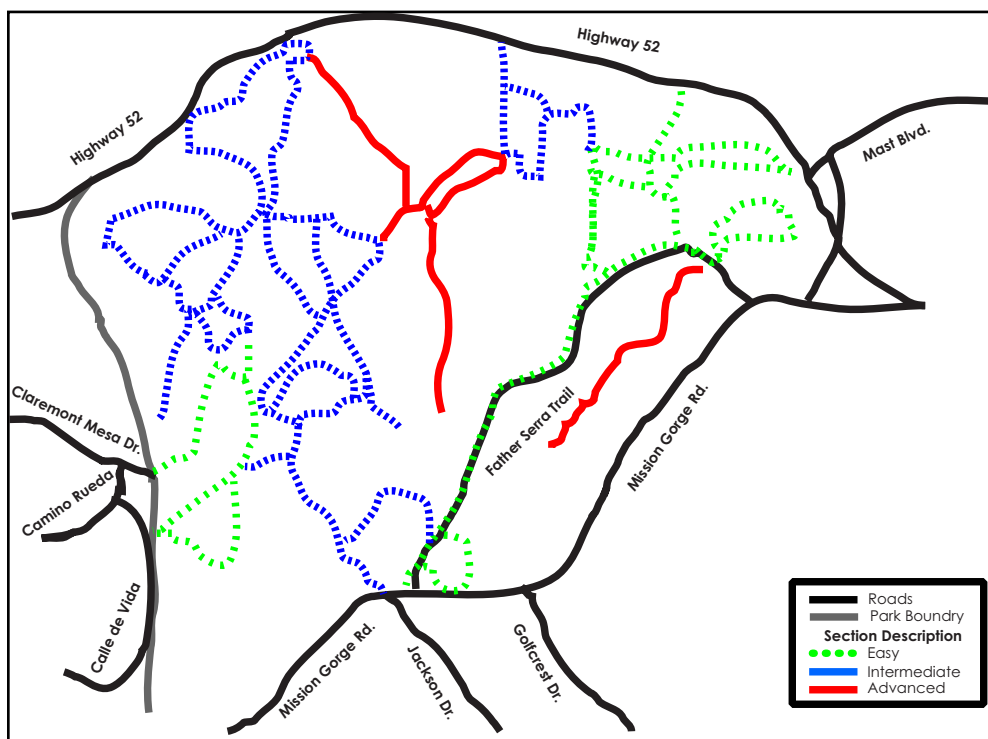 Highway 52
Highway 52
Mast Blvd.
Claremont Mesa Dr.
Camino Rueda
Calle de Vida
Father Serra Trail
Mission Gorge Rd.
Mission Gorge Rd.
Jackson Dr.
Golfcrest Dr.
Roads
Park Boundry
Section Description
Easy
Intermediate
Advanced